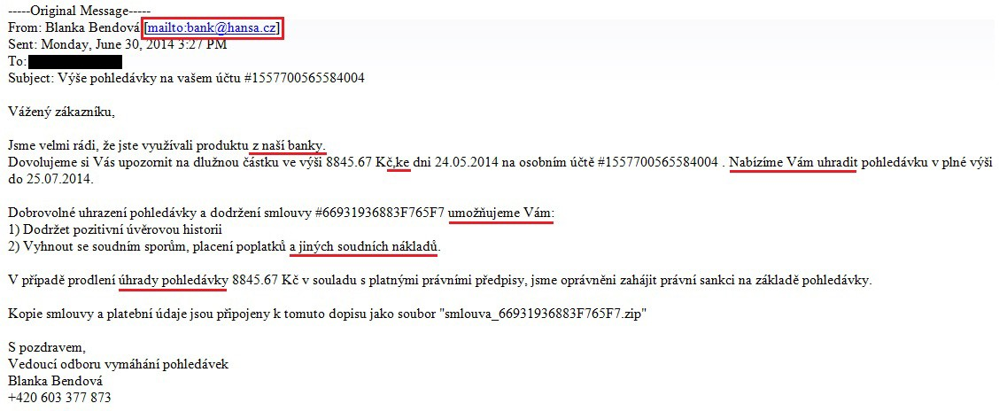 -----Original Message-----
From: Blanka Bendová [mailto:bank@hansa.cz]
Sent: Monday, June 30, 2014 3:27 PM
To:
Subject: Výše pohledávky na vašem účtu #1557700565584004
Vážený zákazníku,
Jsme velmi rádi, že jste využívali produktu z naší banky.
Dovolujeme si Vás upozornit na dlužnou částku ve výši 8845.67 Kč,ke dni 24.05.2014 na osobním účtě #1557700565584004 . Nabízíme Vám uhradit pohledávku v plné výši
do 25.07.2014.
Dobrovolné uhrazení pohledávky a dodržení smlouvy #66931936883F765F7 umožňujeme Vám:
1) Dodržet pozitivní úvěrovou historii
2) Vyhnout se soudním sporům, placení poplatků a jiných soudních nákladů.
V případě prodlení úhrady pohledávky 8845.67 Kč v souladu s platnými právními předpisy, jsme oprávněni zahájit právní sankci na základě pohledávky.
Kopie smlouvy a platební údaje jsou připojeny k tomuto dopisu jako soubor "smlouva_66931936883F765F7.zip"
S pozdravem,
Vedoucí odboru vymáhání pohledávek
Blanka Bendová
+420 603 377 873